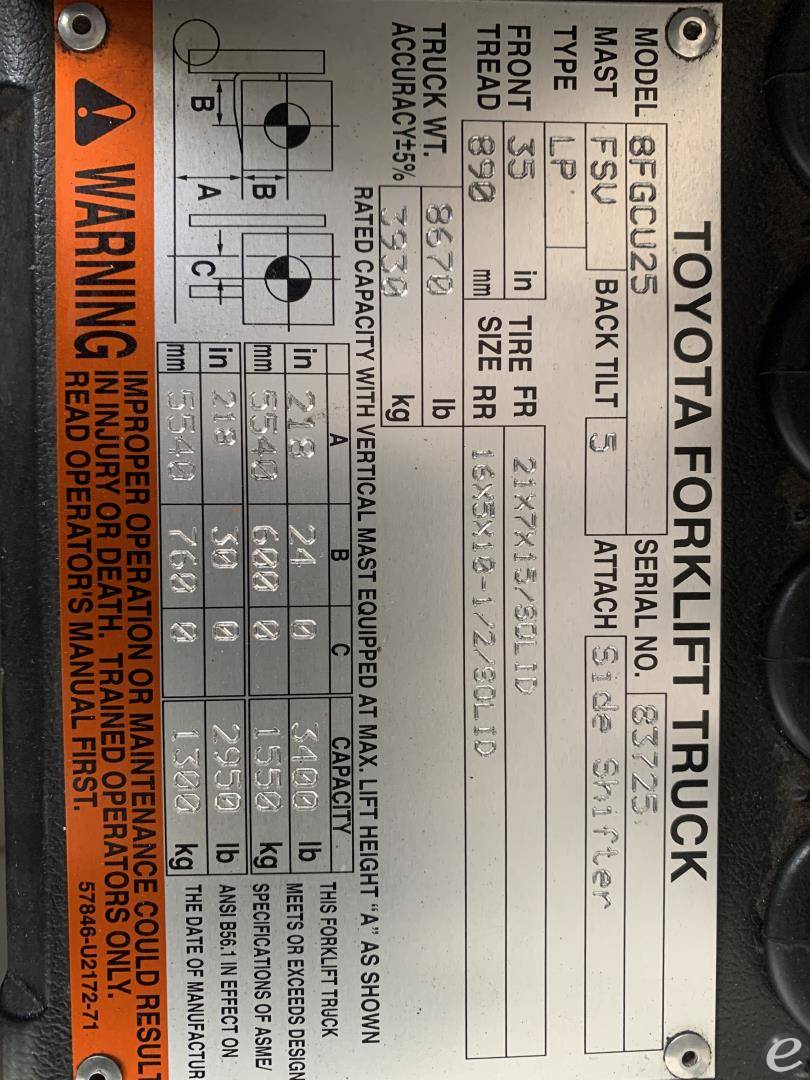 TOYOTA FORKLIFT TRUCK
MODEL 8FGCU25 SERIAL NO. 83725
MAST FSV BACK TILT 5 ATTACH Side Shifter
TYPE LP
FRONT TREAD 35 in TIRE FR 21X7X15/SOLID
890 mm SIZE RR 16X5X10-1/2/SOLID
TRUCK WT. 8670 lb
ACCURACY±5% 3930 kg
RATED CAPACITY WITH VERTICAL MAST EQUIPPED AT MAX. LIFT HEIGHT "A" AS SHOWN
A B C CAPACITY
in 218 24 0 3400 lb
mm 5540 600 0 1550 kg
in 218 30 0 2950 lb
mm 5540 760 0 1300 kg
B B A C
THIS FORKLIFT TRUCK
MEETS OR EXCEEDS DESIGN
SPECIFICATIONS OF ASME/
ANSI B56.1 IN EFFECT ON
THE DATE OF MANUFACTUR
WARNING
IMPROPER OPERATION OR MAINTENANCE COULD RESULT
IN INJURY OR DEATH. TRAINED OPERATORS ONLY.
READ OPERATOR'S MANUAL FIRST.
57846-U2172-71
e